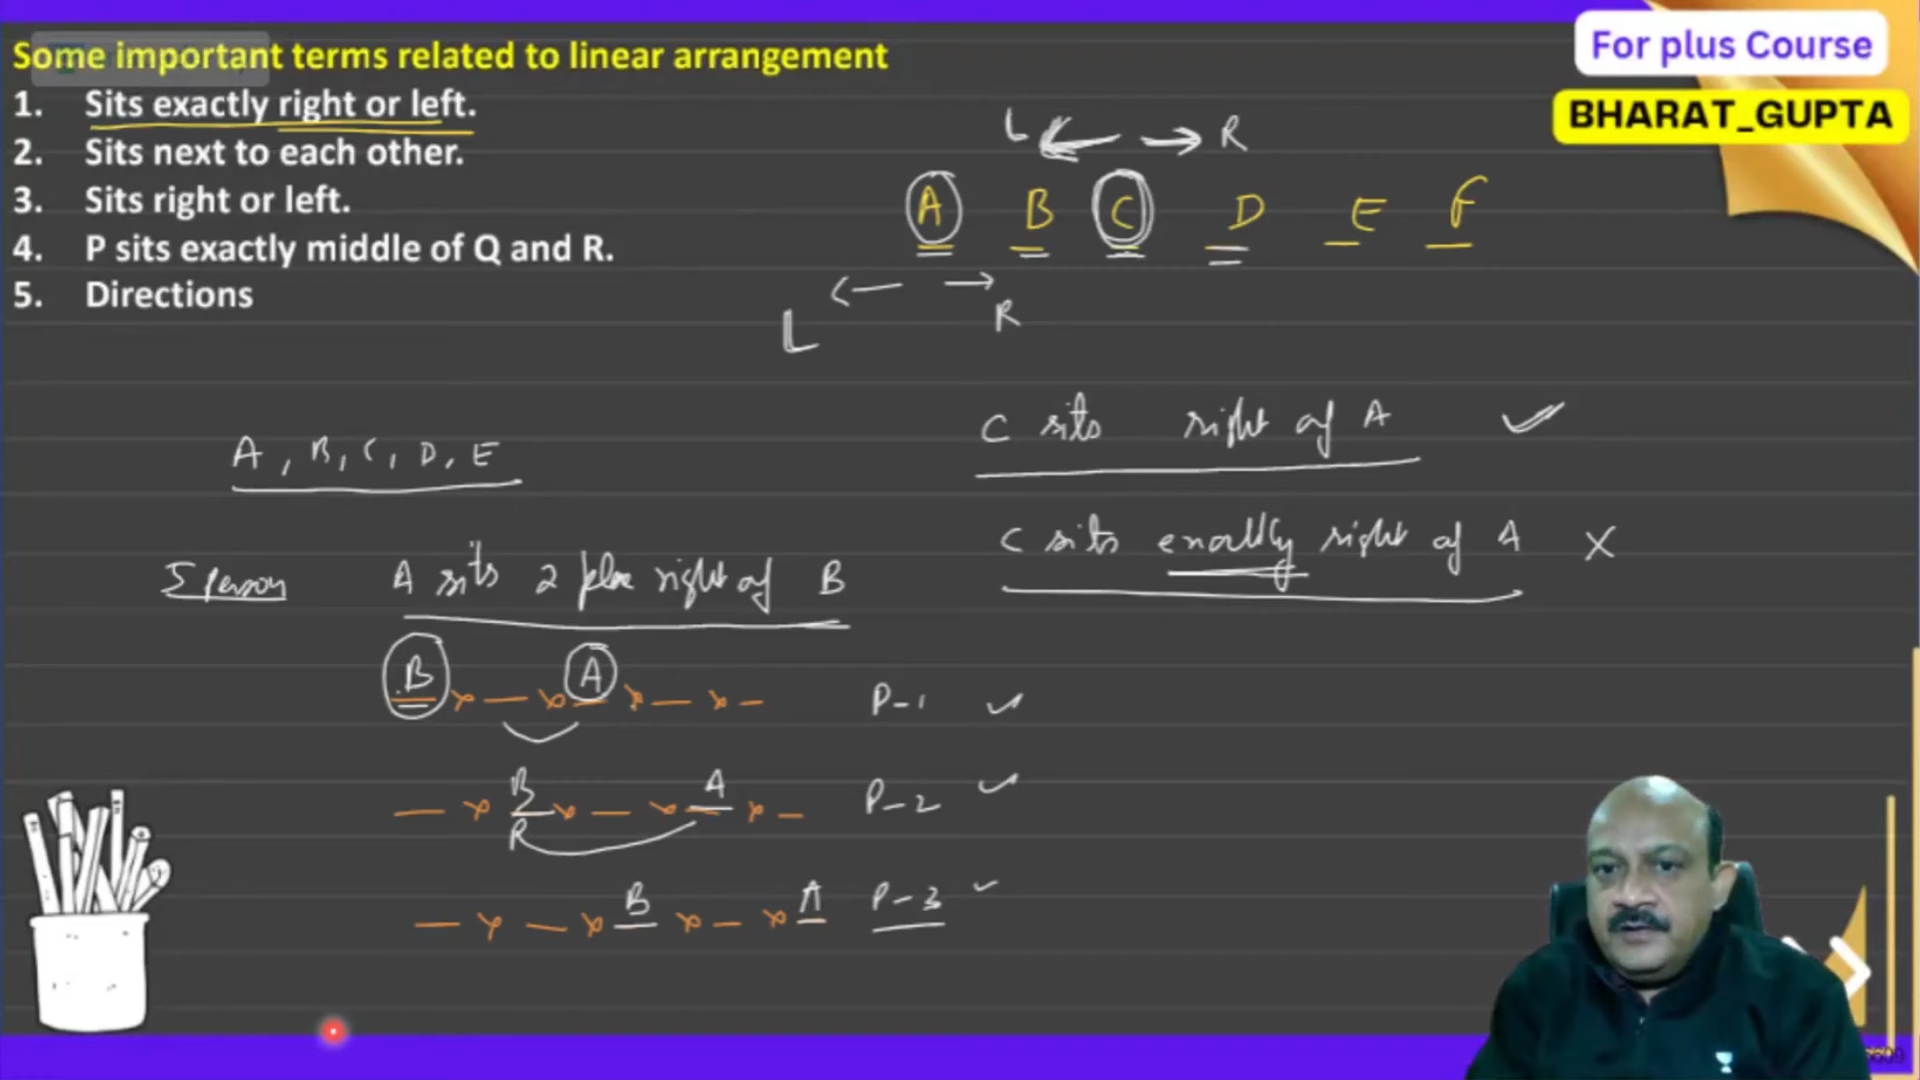 Some important terms related to linear arrangement
1. Sits exactly right or left.
2. Sits next to each other.
3. Sits right or left.
4. P sits exactly middle of Q and R.
5. Directions
For plus Course
BHARAT_GUPTA
L R
A B C D E F
L R
C sits right of A
C sits exactly right of A X
A, B, C, D, E
5 person A sits 2 place right of B
B A P-1
B A P-2
R
B A P-3